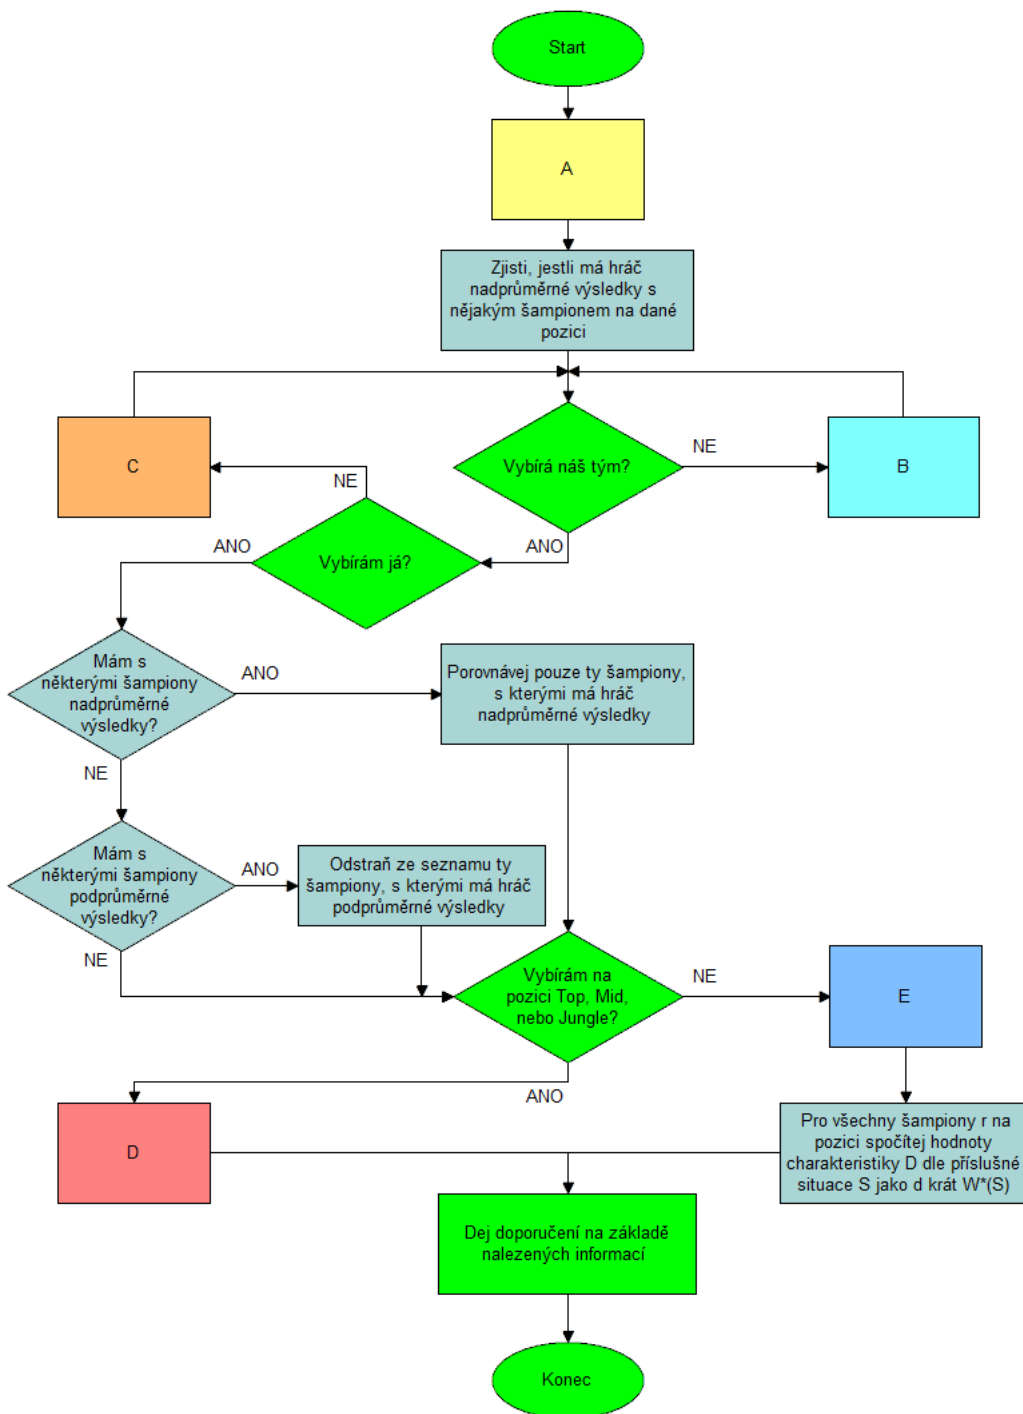 Start
A
Zjisti, jestli má hráč
nadprůměrné výsledky s
nějakým šampionem na dané
pozici
C
Vybírá náš tým?
NE
B
NE
Vybírám já?
ANO
ANO
Mám s
některými šampiony
nadprůměrné
výsledky?
ANO
Porovnávej pouze ty šampiony,
s kterými má hráč
nadprůměrné výsledky
NE
Mám s
některými šampiony
podprůměrné
výsledky?
ANO
Odstraň ze seznamu ty
šampiony, s kterými má hráč
podprůměrné výsledky
NE
Vybírám na
pozici Top, Mid,
nebo Jungle?
NE
E
ANO
D
Pro všechny šampiony r na
pozici spočítej hodnoty
charakteristiky D dle příslušné
situace S jako d krát W*(S)
Dej doporučení na základě
nalezených informací
Konec